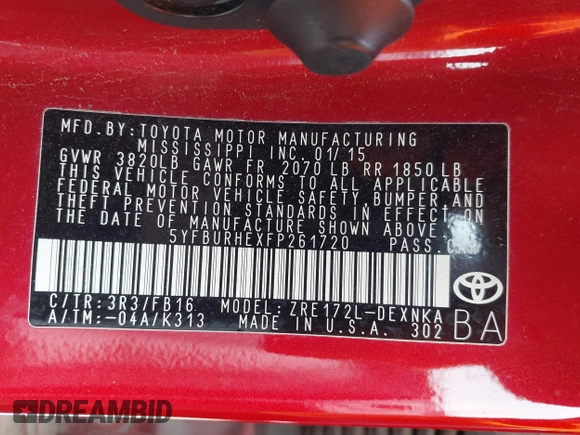 MFD.BY:TOYOTA MOTOR MANUFACTURING
MISSISSIPPI INC. 01/15
GVWR 3820LB GAWR FR 2070 LB RR 1850 LB
THIS VEHICLE CONFORMS TO ALL APPLICABLE
FEDERAL MOTOR VEHICLE SAFETY, BUMPER,AND
THEFT PREVENTION STANDARDS IN EFFECT ON
THE DATE OF MANUFACTURE SHOWN ABOVE.
5YFBURHEXFP261720 PASS.CAR
C/TR:3R3/FB16 MODEL:ZRE172L-DEXNKA
A/TM:-04A/K313 MADE IN U.S.A. 302
BA
DREAMBID